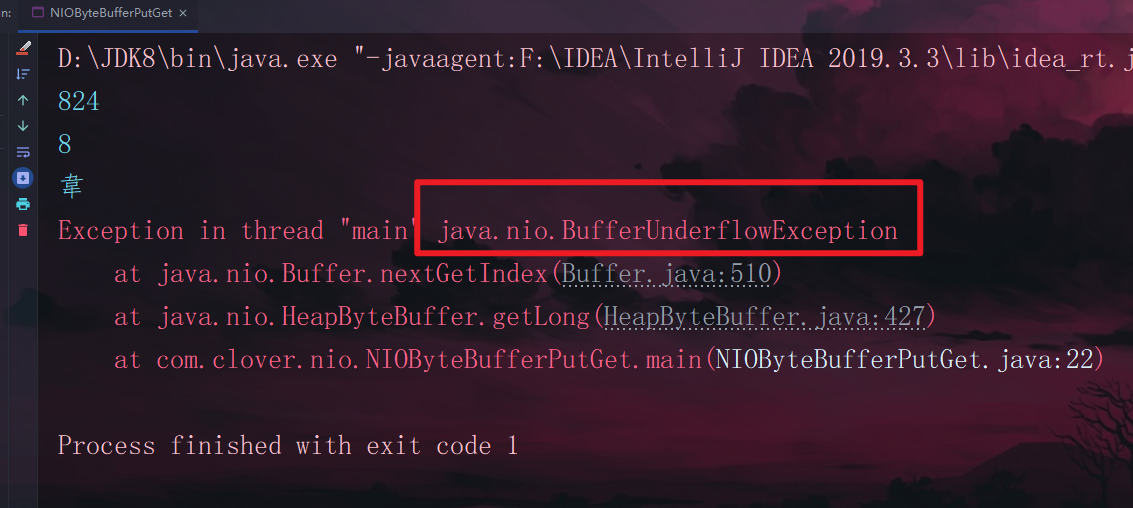 n:
NIOByteBufferPutGet ×
D:\JDK8\bin\java.exe "-javaagent:F:\IDEA\IntelliJ IDEA 2019.3.3\lib\idea_rt.j
824
8
韋
Exception in thread "main" java.nio.BufferUnderflowException
at java.nio.Buffer.nextGetIndex(Buffer.java:510)
at java.nio.HeapByteBuffer.getLong(HeapByteBuffer.java:427)
at com.clover.nio.NIOByteBufferPutGet.main(NIOByteBufferPutGet.java:22)
Process finished with exit code 1